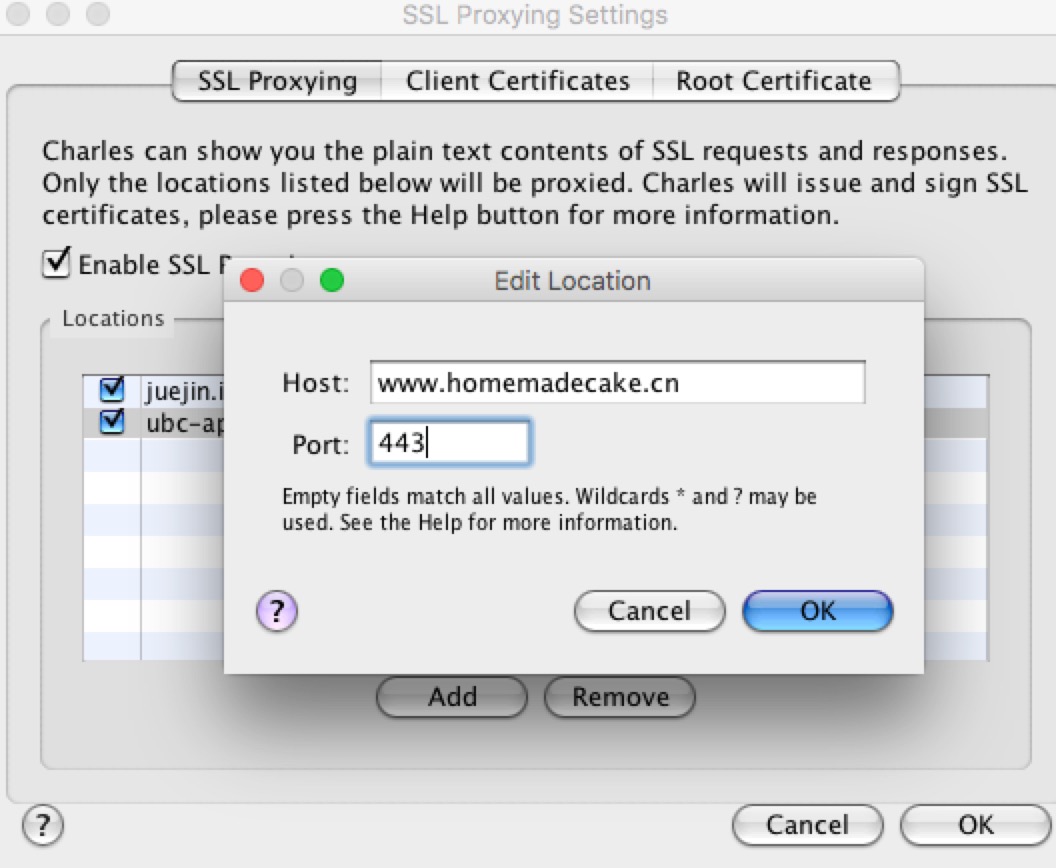 SSL Proxying Settings
SSL Proxying Client Certificates Root Certificate
Charles can show you the plain text contents of SSL requests and responses.
Only the locations listed below will be proxied. Charles will issue and sign SSL
certificates, please press the Help button for more information.
Enable SSL
Edit Location
Locations
Host: www.homemadecake.cn
juejin.i
ubc-ap
Port: 443
Empty fields match all values. Wildcards * and ? may be
used. See the Help for more information.
? Cancel OK
Add Remove
? Cancel OK